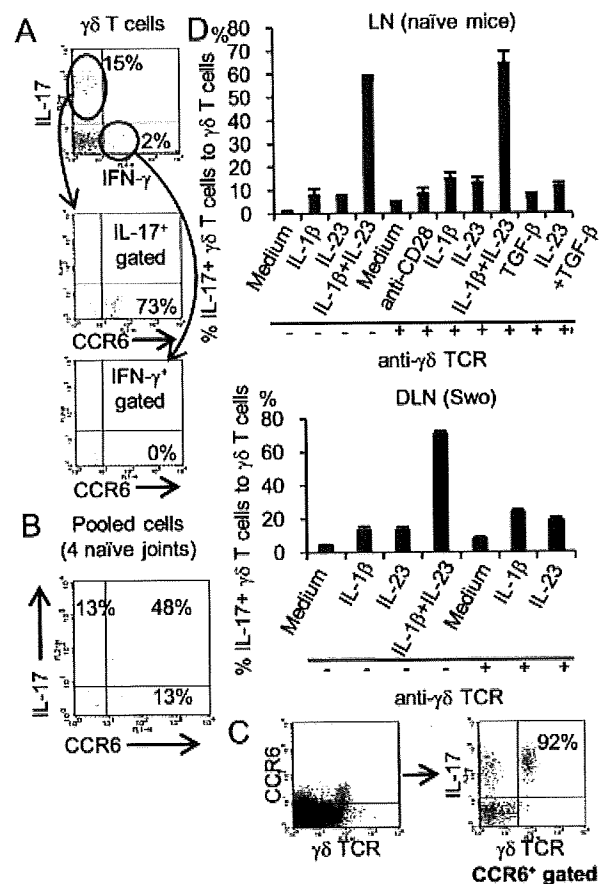 A
γδ T cells
15%
IL-17
2%
IFN-γ
IL-17+
gated
73%
CCR6
IFN-γ+
gated
0%
CCR6
B
Pooled cells
(4 naïve joints)
13%
48%
13%
IL-17
CCR6
D
%
LN (naïve mice)
80
70
60
50
40
30
20
10
0
% IL-17+ γδ T cells to γδ T cells
Medium
IL-1β
IL-23
IL-1β+IL-23
Medium
anti-CD28
IL-1β
IL-23
IL-1β+IL-23
TGF-β
IL-23
+TGF-β
- - - - + + + + + + +
anti-γδ TCR
DLN (Swo)
%
80
60
40
20
0
% IL-17+ γδ T cells to γδ T cells
Medium
IL-1β
IL-23
IL-1β+IL-23
Medium
IL-1β
IL-23
- - - - + + +
anti-γδ TCR
C
CCR6
γδ TCR
92%
IL-17
γδ TCR
CCR6+ gated